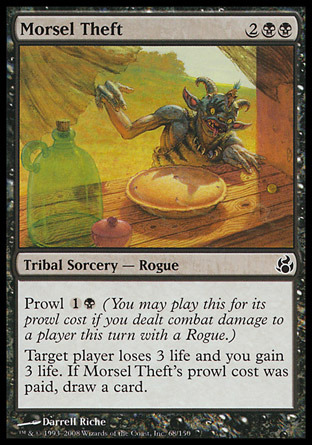 Morsel Theft 2
Tribal Sorcery — Rogue
Prowl 1 (You may play this for its
prowl cost if you dealt combat damage to
a player this turn with a Rogue.)
Target player loses 3 life and you gain
3 life. If Morsel Theft's prowl cost was
paid, draw a card.
Darrell Riche
™ & © 1993–2008 Wizards of the Coast, Inc. 68/150